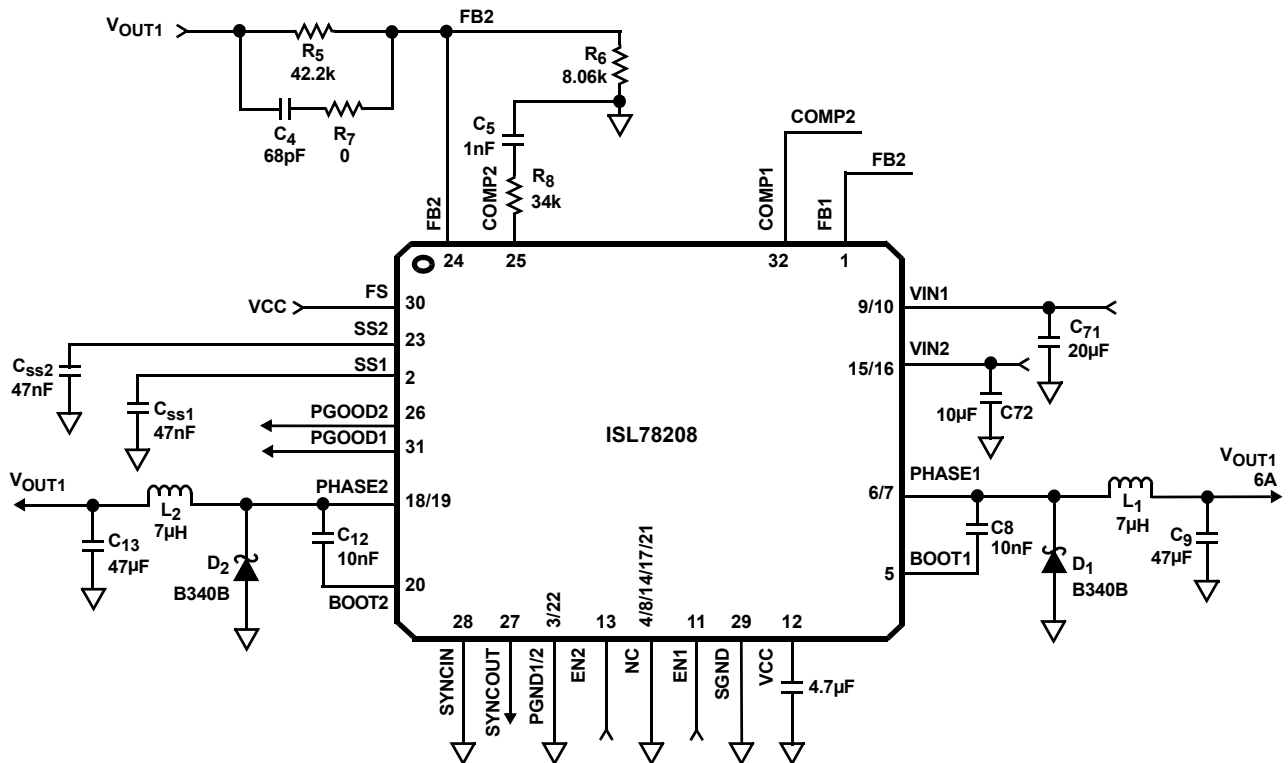 VOUT1
FB2
R5
42.2k
R6
8.06k
C4
68pF
R7
0
C5
1nF
COMP2
R8
34k
FB2
COMP2
COMP1
FB2
FB1
24
25
32
1
VCC
FS
30
SS2
23
Css2
47nF
SS1
2
Css1
47nF
PGOOD2
26
PGOOD1
31
ISL78208
VIN1
9/10
C71
20µF
VIN2
15/16
10µF
C72
VOUT1
L2
7µH
PHASE2
18/19
C13
47µF
D2
B340B
C12
10nF
20
BOOT2
PHASE1
6/7
C8
10nF
5
BOOT1
D1
B340B
L1
7µH
C9
47µF
VOUT1
6A
28
27
3/22
13
4/8/14/17/21
11
29
12
SYNCIN
SYNCOUT
PGND1/2
EN2
NC
EN1
SGND
VCC
4.7µF